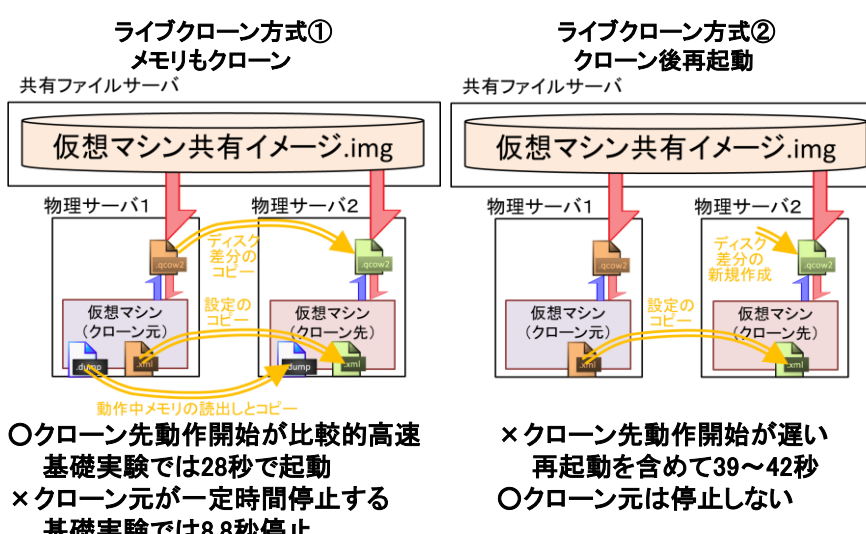 ライブクローン方式①
メモリもクローン
共有ファイルサーバ
仮想マシン共有イメージ.img
物理サーバ1
物理サーバ2
.qcow2
ディスク
差分の
コピー
.qcow2
仮想マシン
（クローン元）
設定の
コピー
仮想マシン
（クローン先）
.dump
.xml
.dump
.xml
動作中メモリの読出しとコピー
〇クローン先動作開始が比較的高速
基礎実験では28秒で起動
×クローン元が一定時間停止する
基礎実験では8.8秒停止
ライブクローン方式②
クローン後再起動
共有ファイルサーバ
仮想マシン共有イメージ.img
物理サーバ1
物理サーバ2
.qcow2
ディスク
差分の
新規作成
.qcow2
仮想マシン
（クローン元）
設定の
コピー
仮想マシン
（クローン先）
.xml
.xml
×クローン先動作開始が遅い
再起動を含めて39～42秒
〇クローン元は停止しない